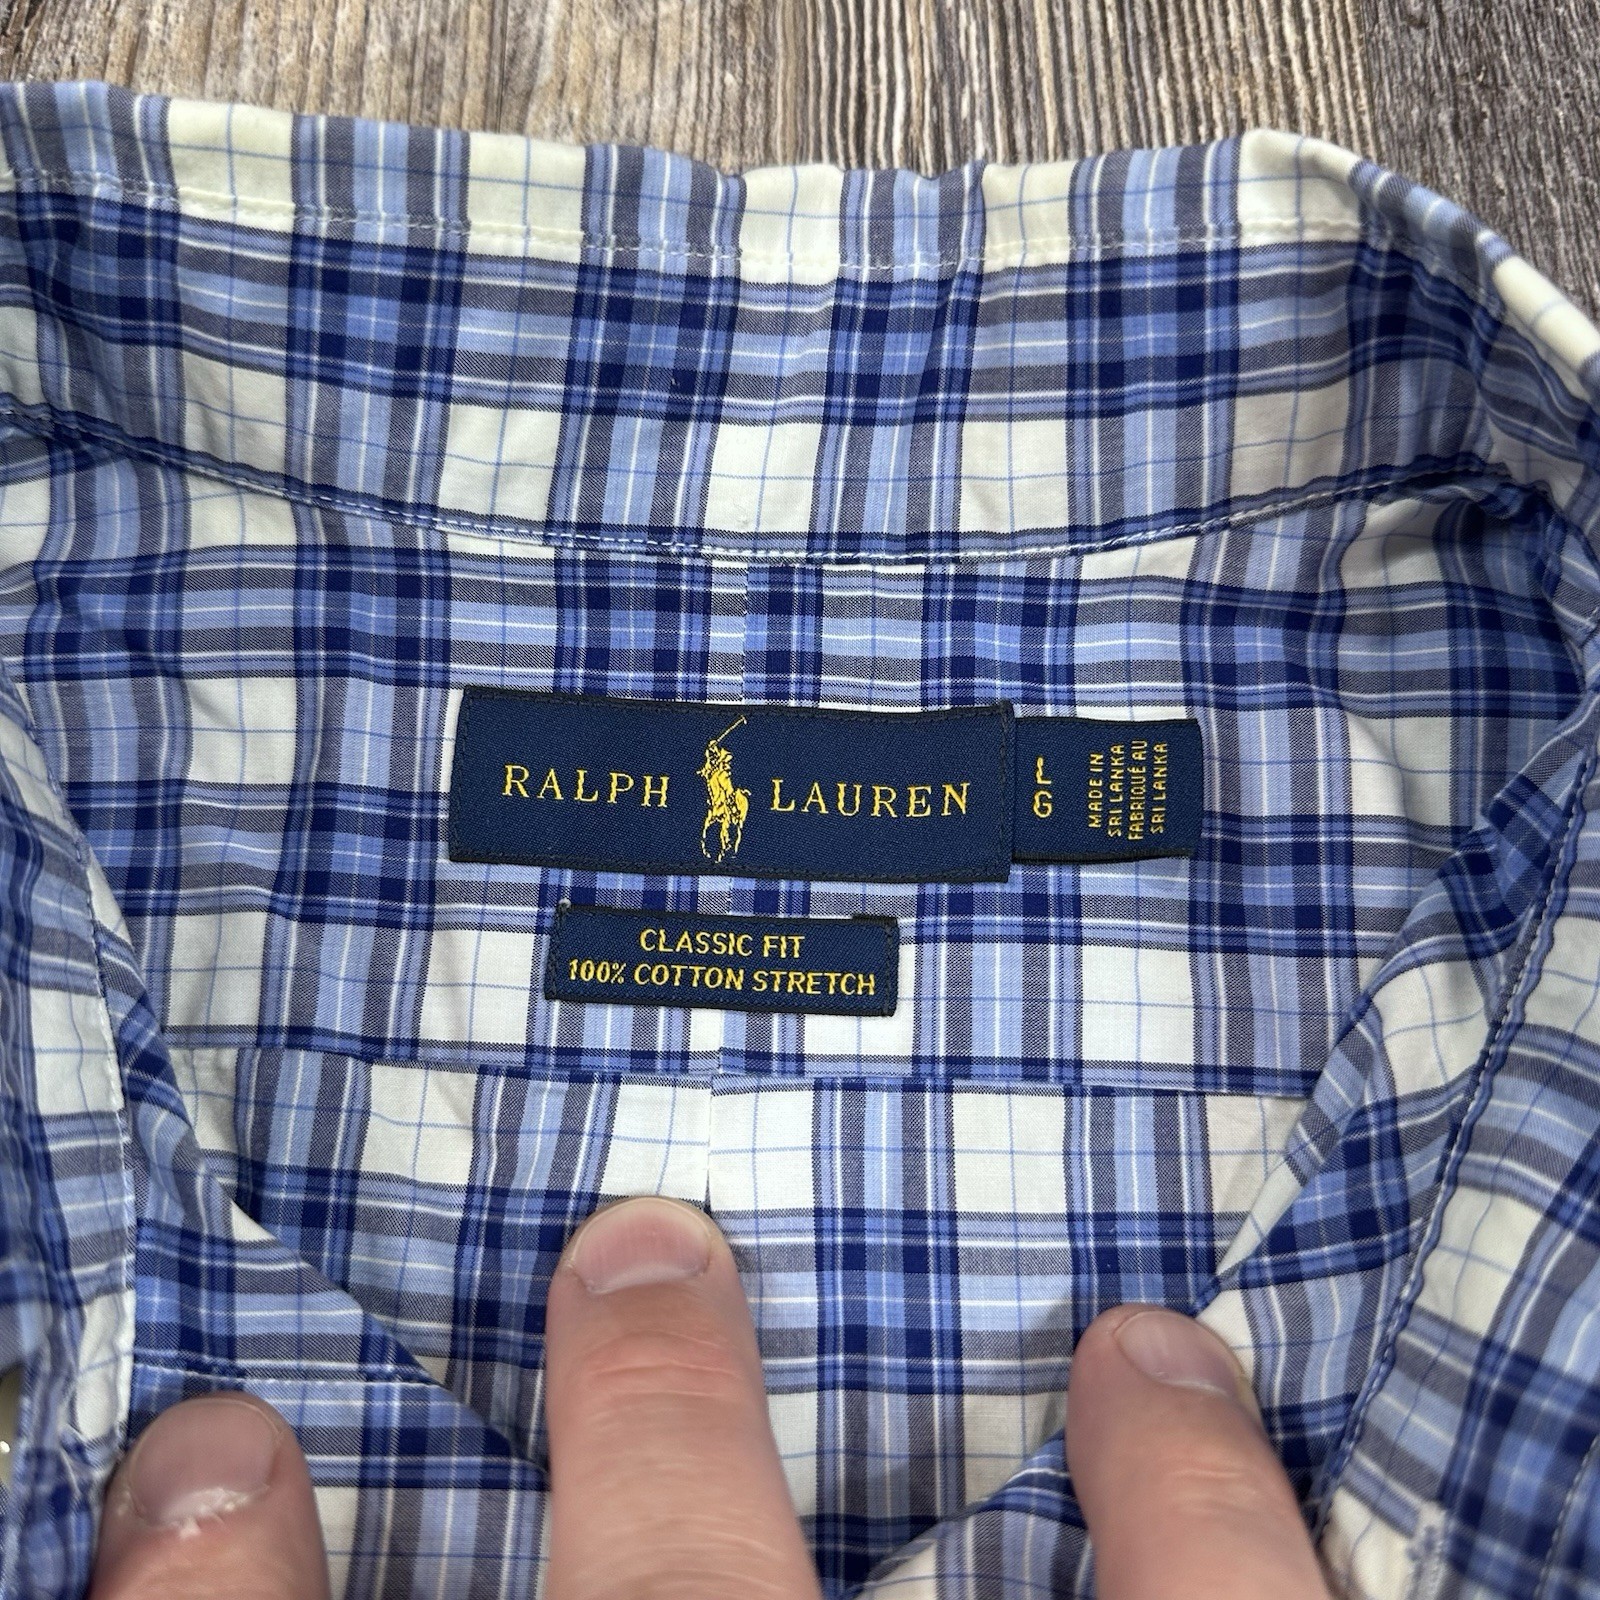 RALPH LAUREN
L
G
MADE IN
SRI LANKA
FABRIQUÉ AU
SRI LANKA
CLASSIC FIT
100% COTTON STRETCH